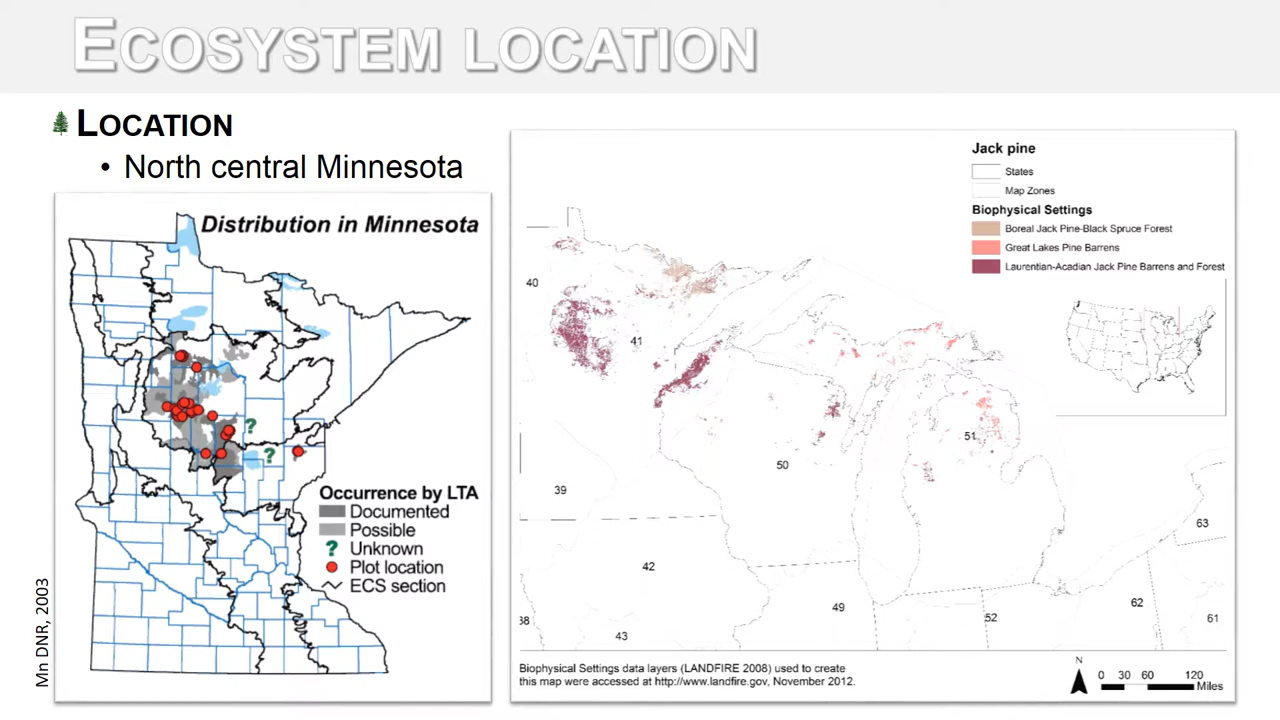 ECOSYSTEM LOCATION
LOCATION
• North central Minnesota
Distribution in Minnesota
?
?
Occurrence by LTA
Documented
Possible
? Unknown
Plot location
ECS section
Mn DNR, 2003
Jack pine
States
Map Zones
Biophysical Settings
Boreal Jack Pine-Black Spruce Forest
Great Lakes Pine Barrens
Laurentian-Acadian Jack Pine Barrens and Forest
40
41
51
50
39
63
42
49
62
61
38
43
52
Biophysical Settings data layers (LANDFIRE 2008) used to create
this map were accessed at http://www.landfire.gov, November 2012.
N
0 30 60 120
Miles